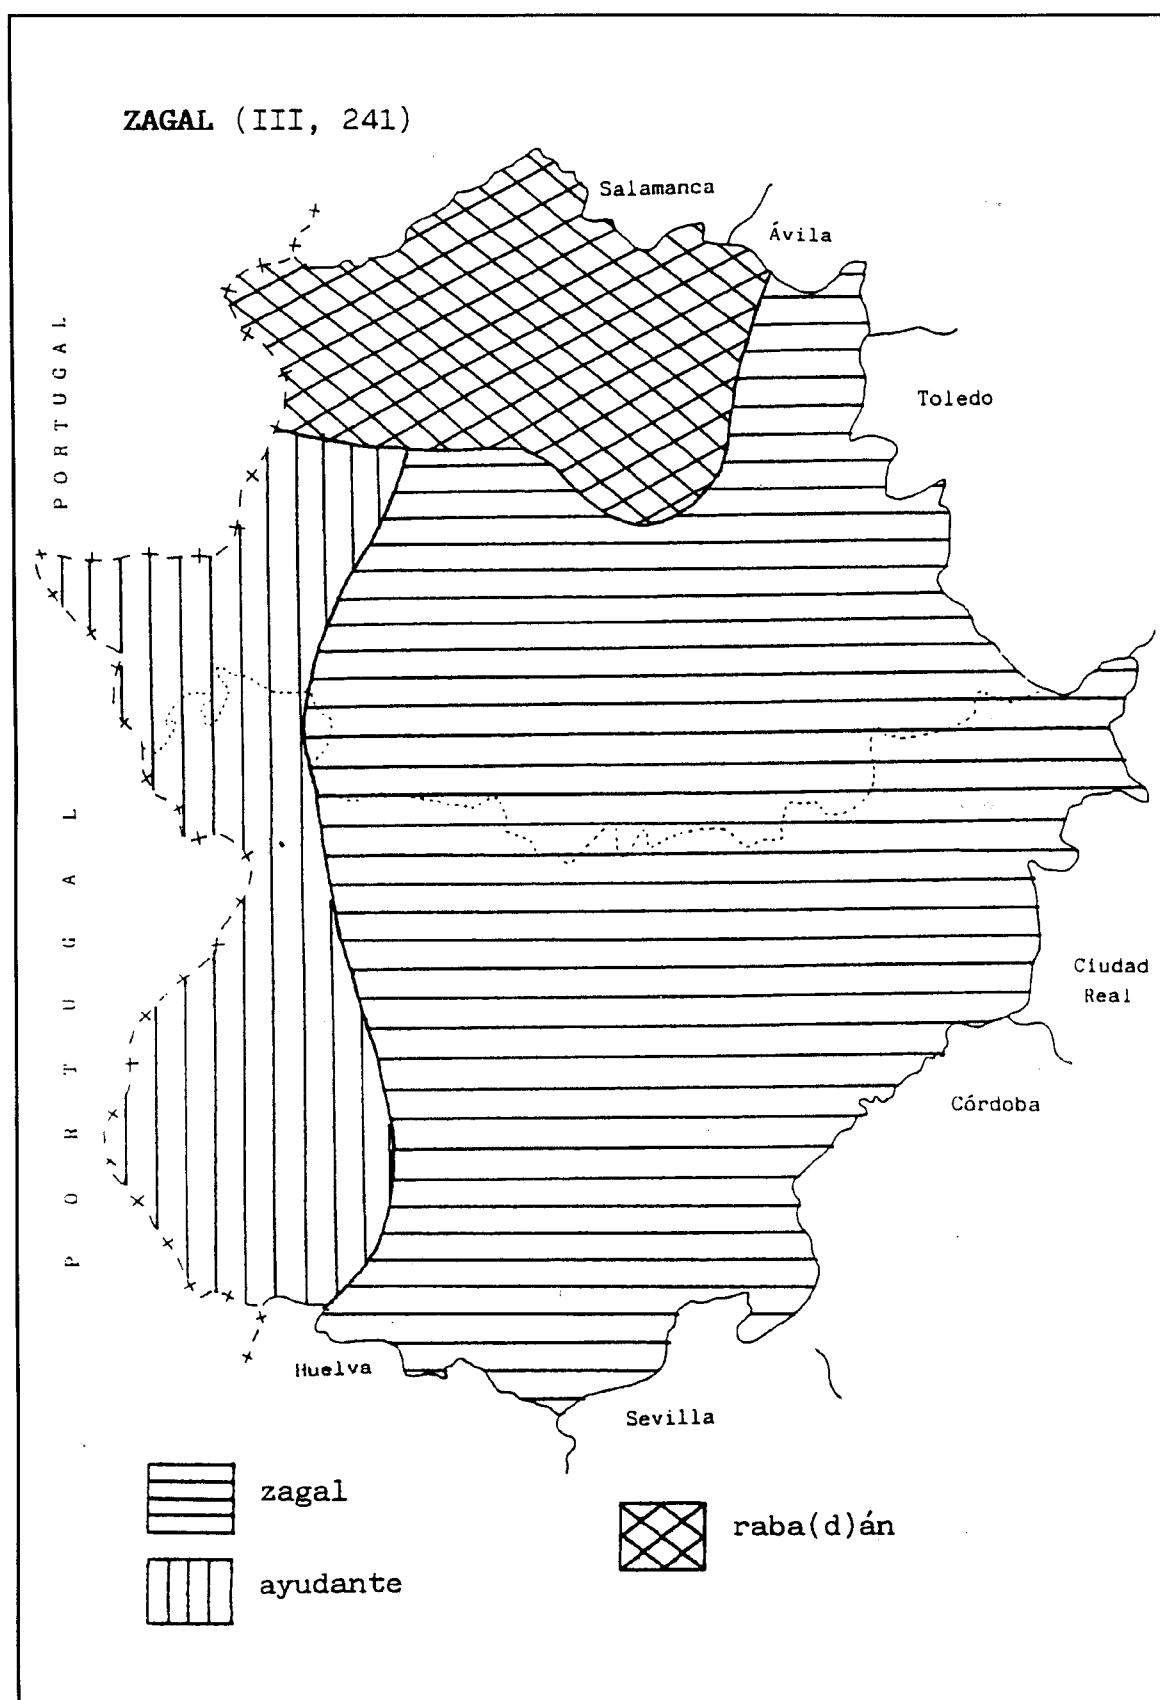 ZAGAL (III, 241)
Salamanca
Ávila
PORTUGAL
Toledo
PORTUGAL
Ciudad
Real
Córdoba
Huelva
Sevilla
zagal
raba(d)án
ayudante